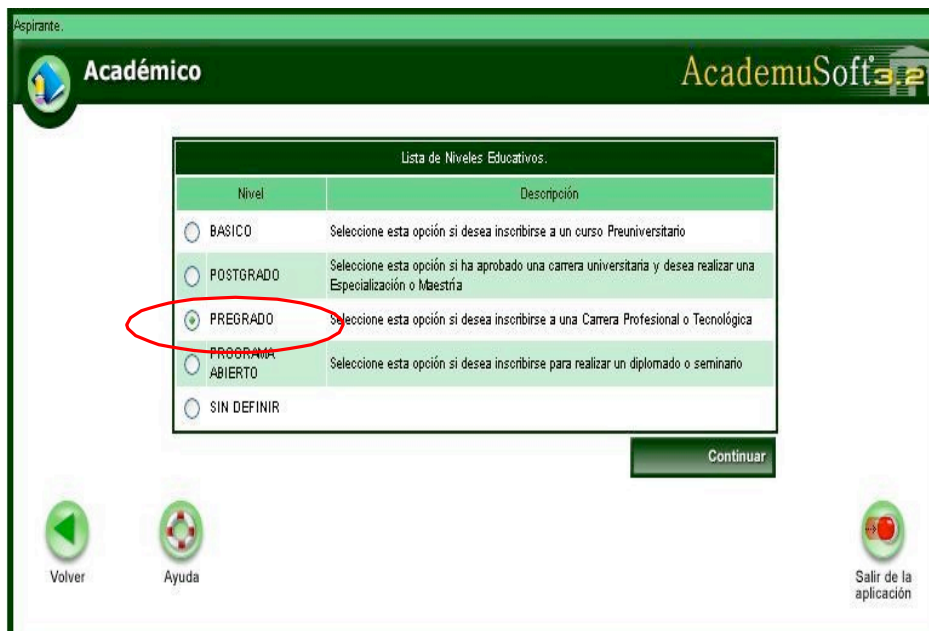 Aspirante.
Académico
AcademuSoft 3.2
Lista de Niveles Educativos.
Nivel Descripción
BASICO Seleccione esta opción si desea inscribirse a un curso Preuniversitario
POSTGRADO Seleccione esta opción si ha aprobado una carrera universitaria y desea realizar una
Especialización o Maestría
PREGRADO Seleccione esta opción si desea inscribirse a una Carrera Profesional o Tecnológica
PROGRAMA
ABIERTO Seleccione esta opción si desea inscribirse para realizar un diplomado o seminario
SIN DEFINIR
Continuar
Volver
Ayuda
Salir de la
aplicación